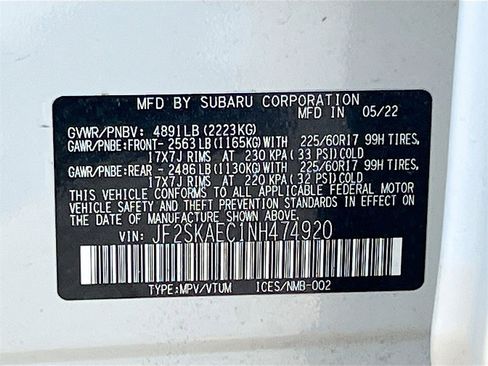 MFD BY SUBARU CORPORATION
MFD IN 05/22
GVWR/PNBV: 4891LB (2223KG)
GAWR/PNBE:FRONT- 2563LB (1165KG)WITH 225/60R17 99H TIRES,
17X7J RIMS AT 230 KPA (33 PSI)COLD
GAWR/PNBE:REAR - 2486LB (1130KG)WITH 225/60R17 99H TIRES,
17X7J RIMS AT 220 KPA (32 PSI)COLD
THIS VEHICLE CONFORMS TO ALL APPLICABLE FEDERAL MOTOR
VEHICLE SAFETY AND THEFT PREVENTION STANDARDS IN EFFECT
ON THE DATE OF MANUFACTURE SHOWN ABOVE.
VIN: JF2SKAEC1NH474920
TYPE:MPV/VTUM ICES/NMB-002